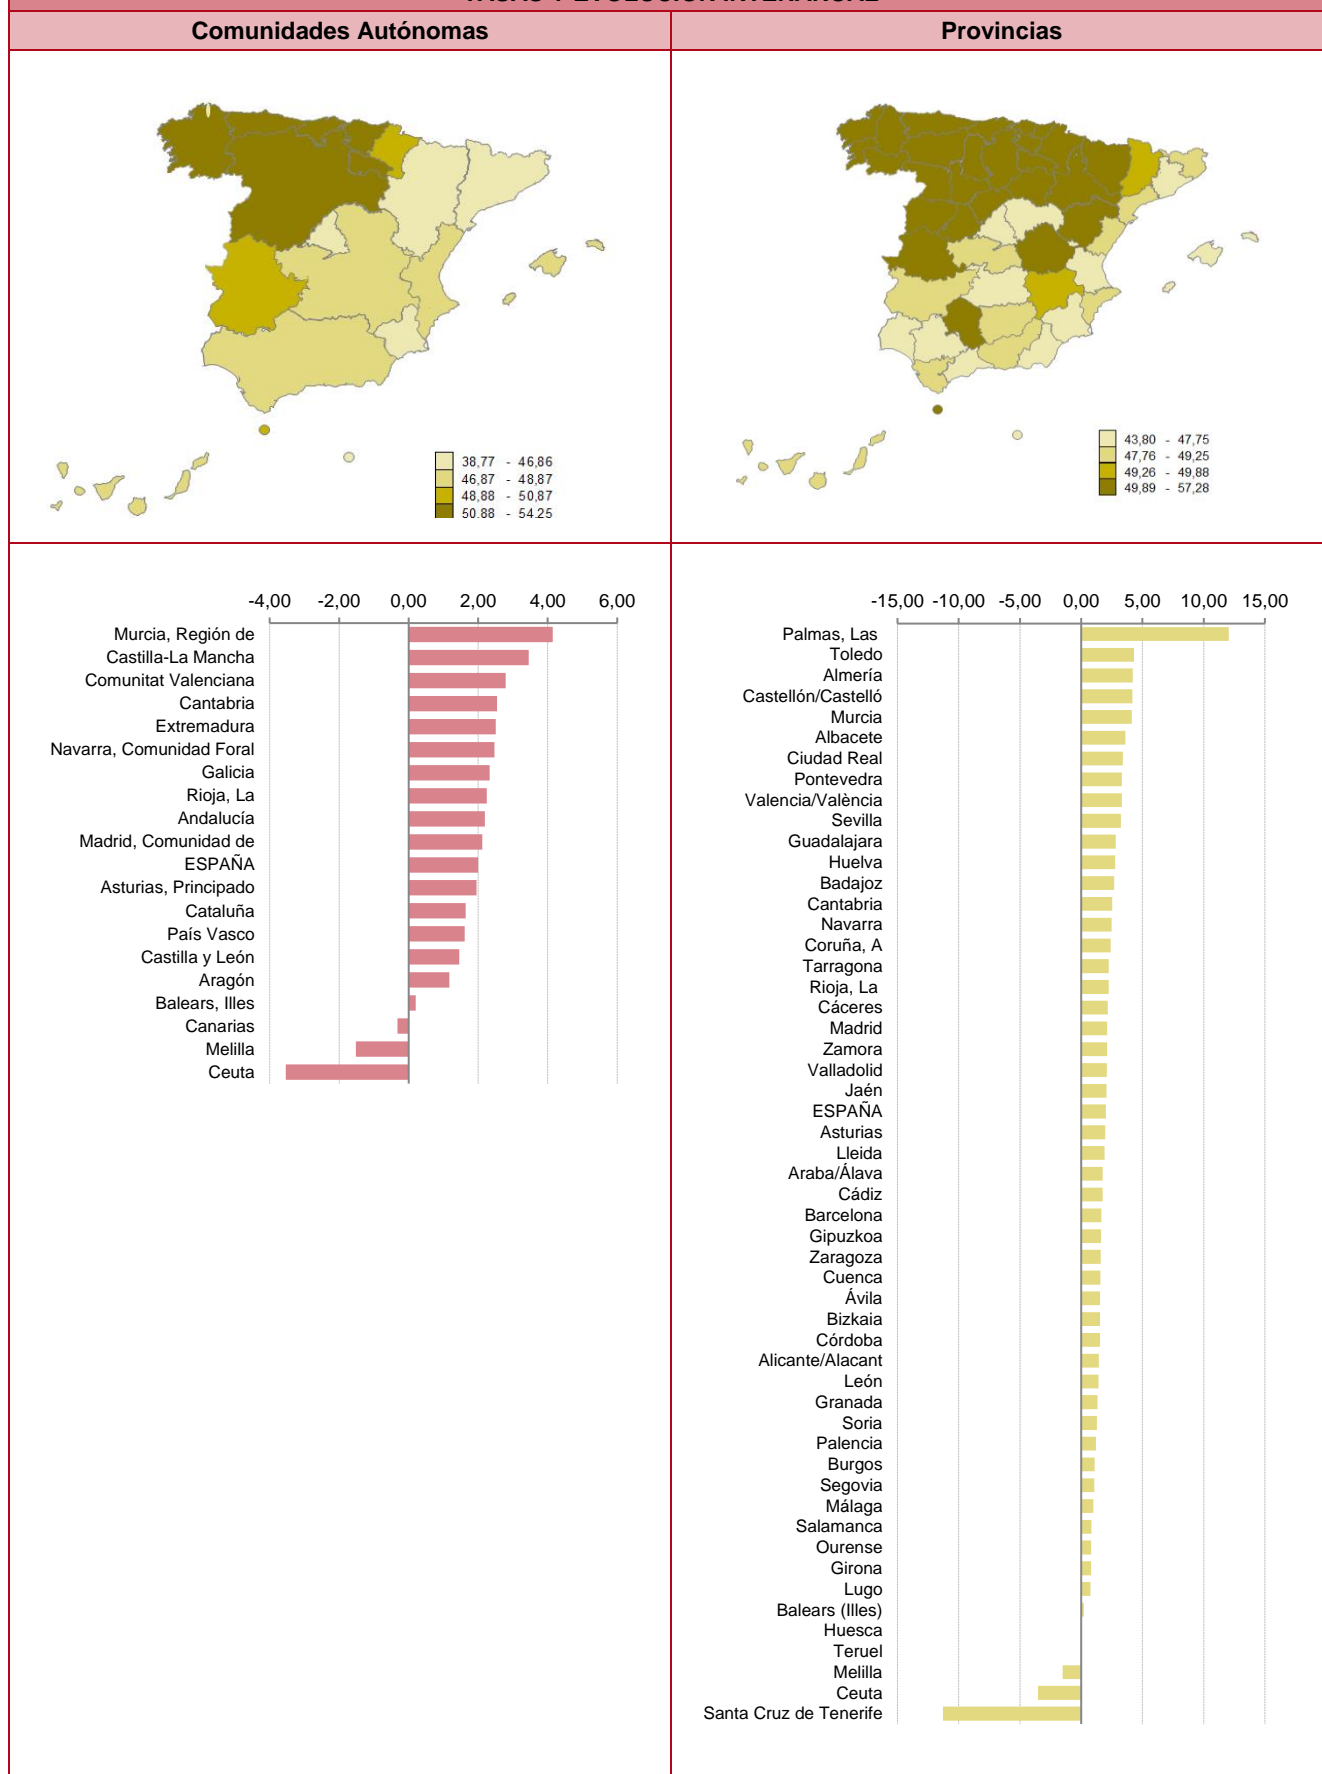 TASAS Y EVOLUCIÓN INTERANUAL
Comunidades Autónomas
Provincias
38,77 - 46,86
46,87 - 48,87
48,88 - 50,87
50,88 - 54,25
43,80 - 47,75
47,76 - 49,25
49,26 - 49,88
49,89 - 57,28
-4,00 -2,00 0,00 2,00 4,00 6,00
Murcia, Región de
Castilla-La Mancha
Comunitat Valenciana
Cantabria
Extremadura
Navarra, Comunidad Foral
Galicia
Rioja, La
Andalucía
Madrid, Comunidad de
ESPAÑA
Asturias, Principado
Cataluña
País Vasco
Castilla y León
Aragón
Balears, Illes
Canarias
Melilla
Ceuta
-15,00 -10,00 -5,00 0,00 5,00 10,00 15,00
Palmas, Las
Toledo
Almería
Castellón/Castelló
Murcia
Albacete
Ciudad Real
Pontevedra
Valencia/València
Sevilla
Guadalajara
Huelva
Badajoz
Cantabria
Navarra
Coruña, A
Tarragona
Rioja, La
Cáceres
Madrid
Zamora
Valladolid
Jaén
ESPAÑA
Asturias
Lleida
Araba/Álava
Cádiz
Barcelona
Gipuzkoa
Zaragoza
Cuenca
Ávila
Bizkaia
Córdoba
Alicante/Alacant
León
Granada
Soria
Palencia
Burgos
Segovia
Málaga
Salamanca
Ourense
Girona
Lugo
Balears (Illes)
Huesca
Teruel
Melilla
Ceuta
Santa Cruz de Tenerife